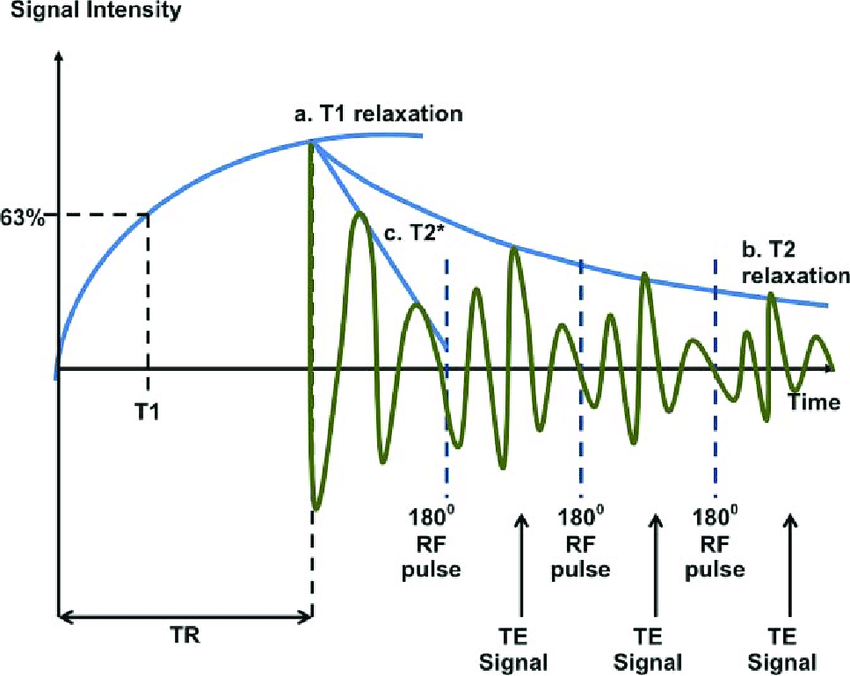 Signal Intensity
a. T1 relaxation
63%
c. T2*
b. T2
relaxation
T1
Time
180⁰
RF
pulse
180⁰
RF
pulse
180⁰
RF
pulse
TR
TE
Signal
TE
Signal
TE
Signal